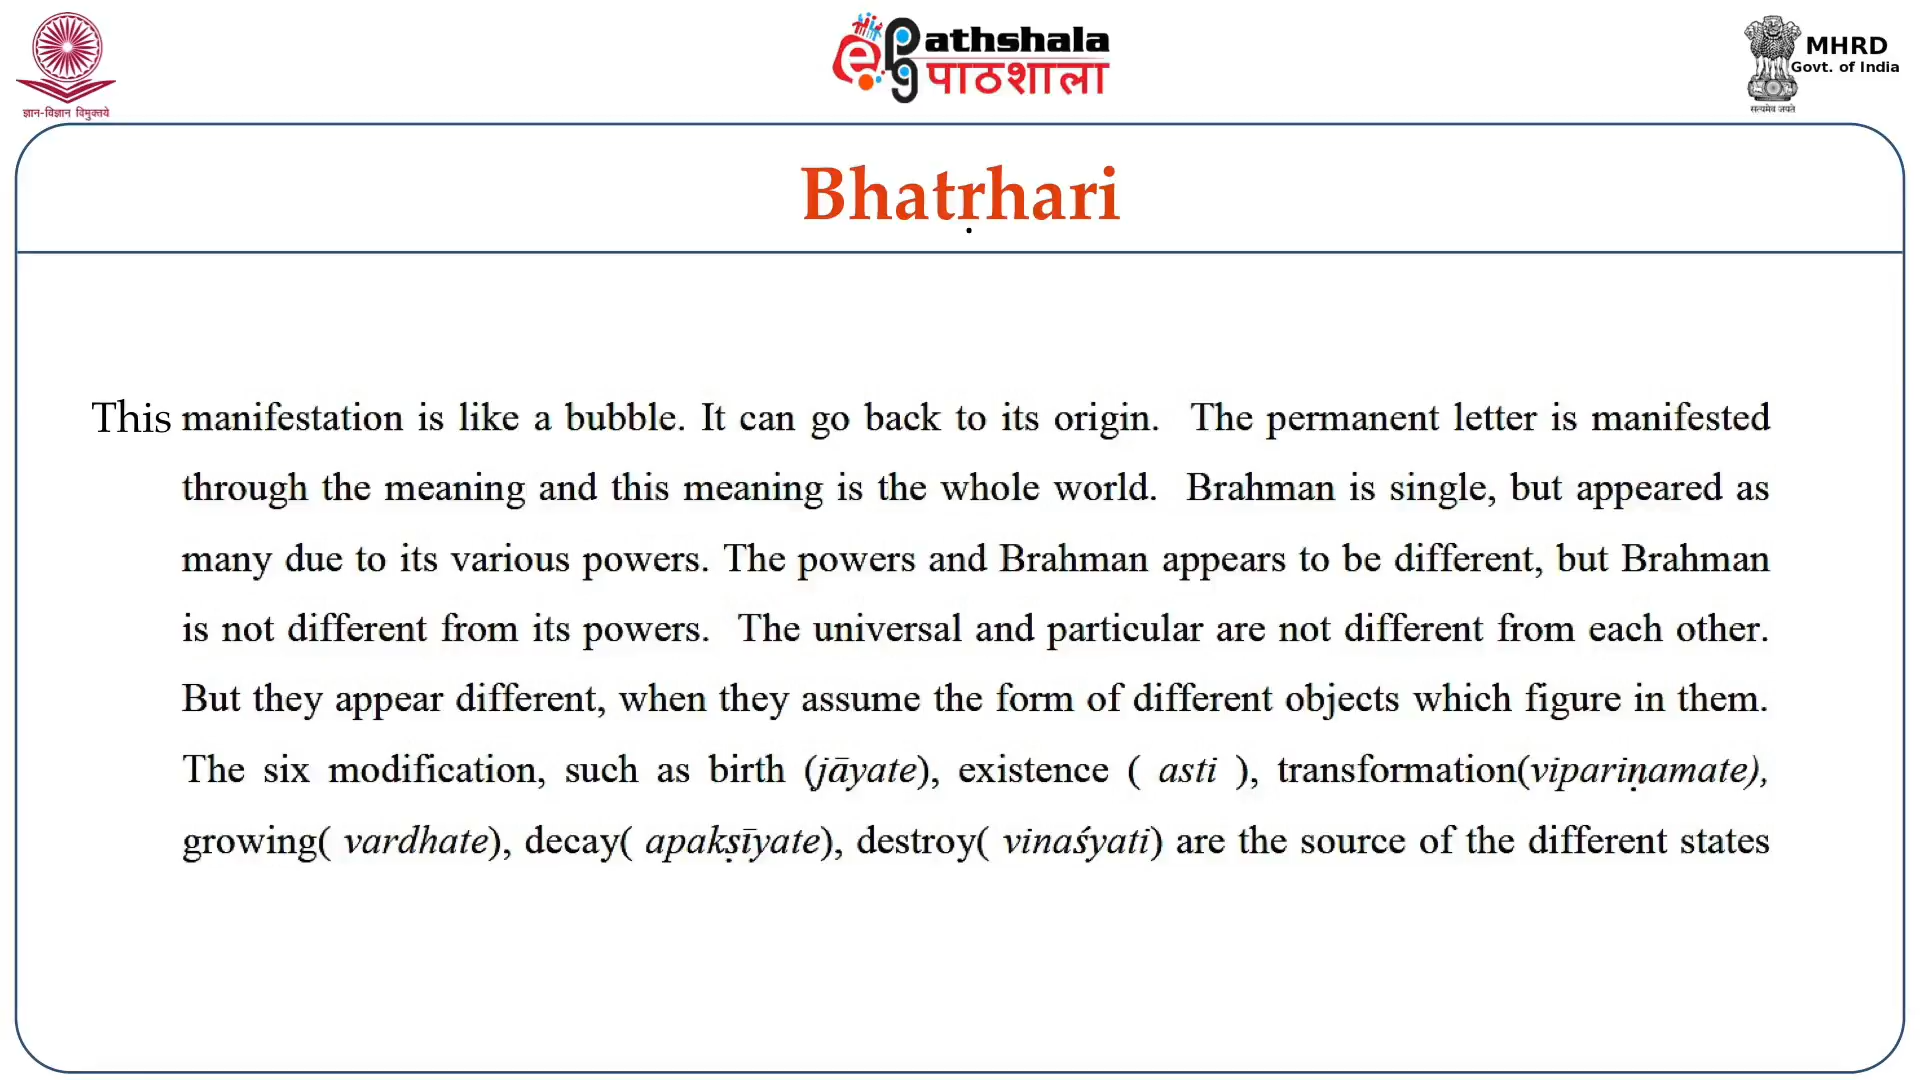 ज्ञान-विज्ञान विमुक्तये
ePG Pathshala
पाठशाला
MHRD
Govt. of India
सत्यमेव जयते
Bhatṛhari
This manifestation is like a bubble. It can go back to its origin. The permanent letter is manifested
through the meaning and this meaning is the whole world. Brahman is single, but appeared as
many due to its various powers. The powers and Brahman appears to be different, but Brahman
is not different from its powers. The universal and particular are not different from each other.
But they appear different, when they assume the form of different objects which figure in them.
The six modification, such as birth (jāyate), existence ( asti ), transformation(vipariṇamate),
growing( vardhate), decay( apakṣīyate), destroy( vinaśyati) are the source of the different states